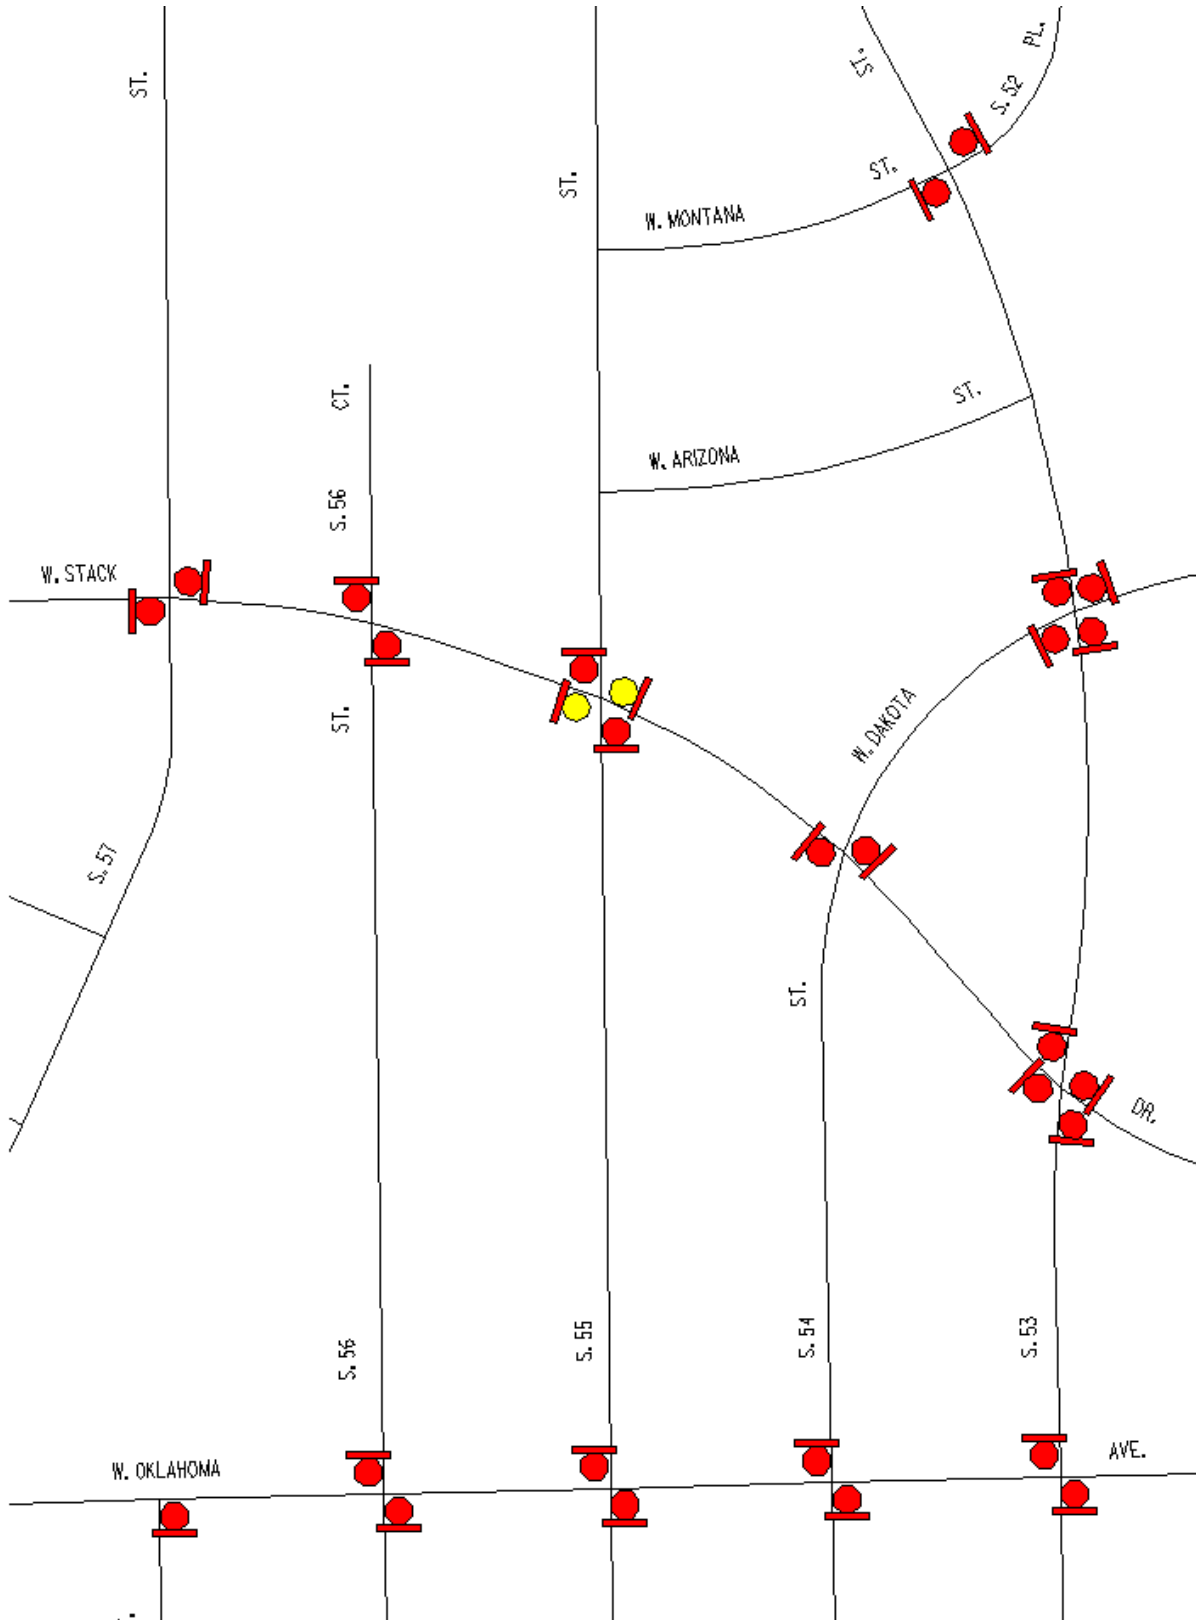 ST.
ST.
S. 52 PL.
ST.
W. MONTANA ST.
W. ARIZONA ST.
S. 56 CT.
W. STACK
ST.
W. DAKOTA
S. 57
ST.
DR.
S. 56
S. 55
S. 54
S. 53
W. OKLAHOMA AVE.